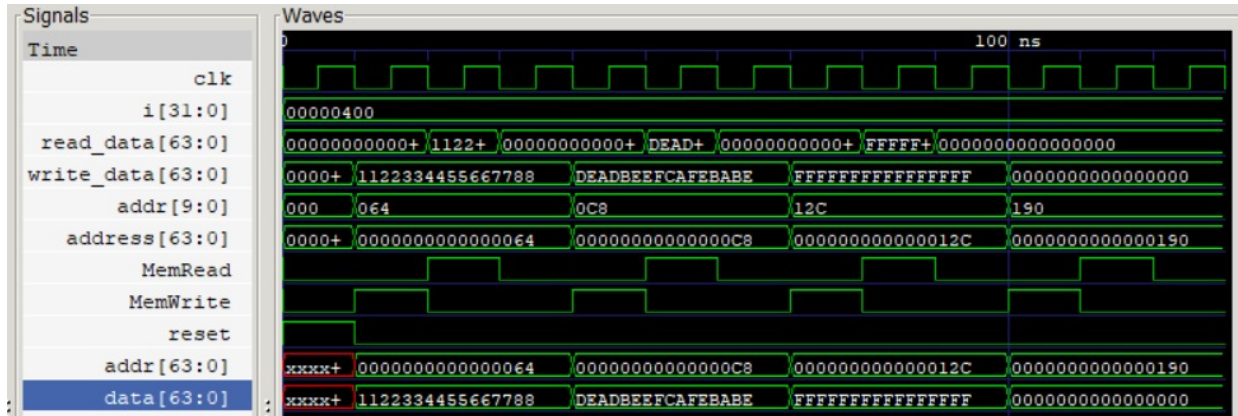 Signals Waves
Time 0 100 ns
clk
i[31:0] 00000400
read_data[63:0] 00000000000+ 1122+ 00000000000+ DEAD+ 00000000000+ FFFFF+ 0000000000000000
write_data[63:0] 0000+ 1122334455667788 DEADBEEFCAFEBABE FFFFFFFFFFFFFFFF 0000000000000000
addr[9:0] 000 064 0C8 12C 190
address[63:0] 0000+ 0000000000000064 00000000000000C8 000000000000012C 0000000000000190
MemRead
MemWrite
reset
addr[63:0] xxxx+ 0000000000000064 00000000000000C8 000000000000012C 0000000000000190
data[63:0] xxxx+ 1122334455667788 DEADBEEFCAFEBABE FFFFFFFFFFFFFFFF 0000000000000000